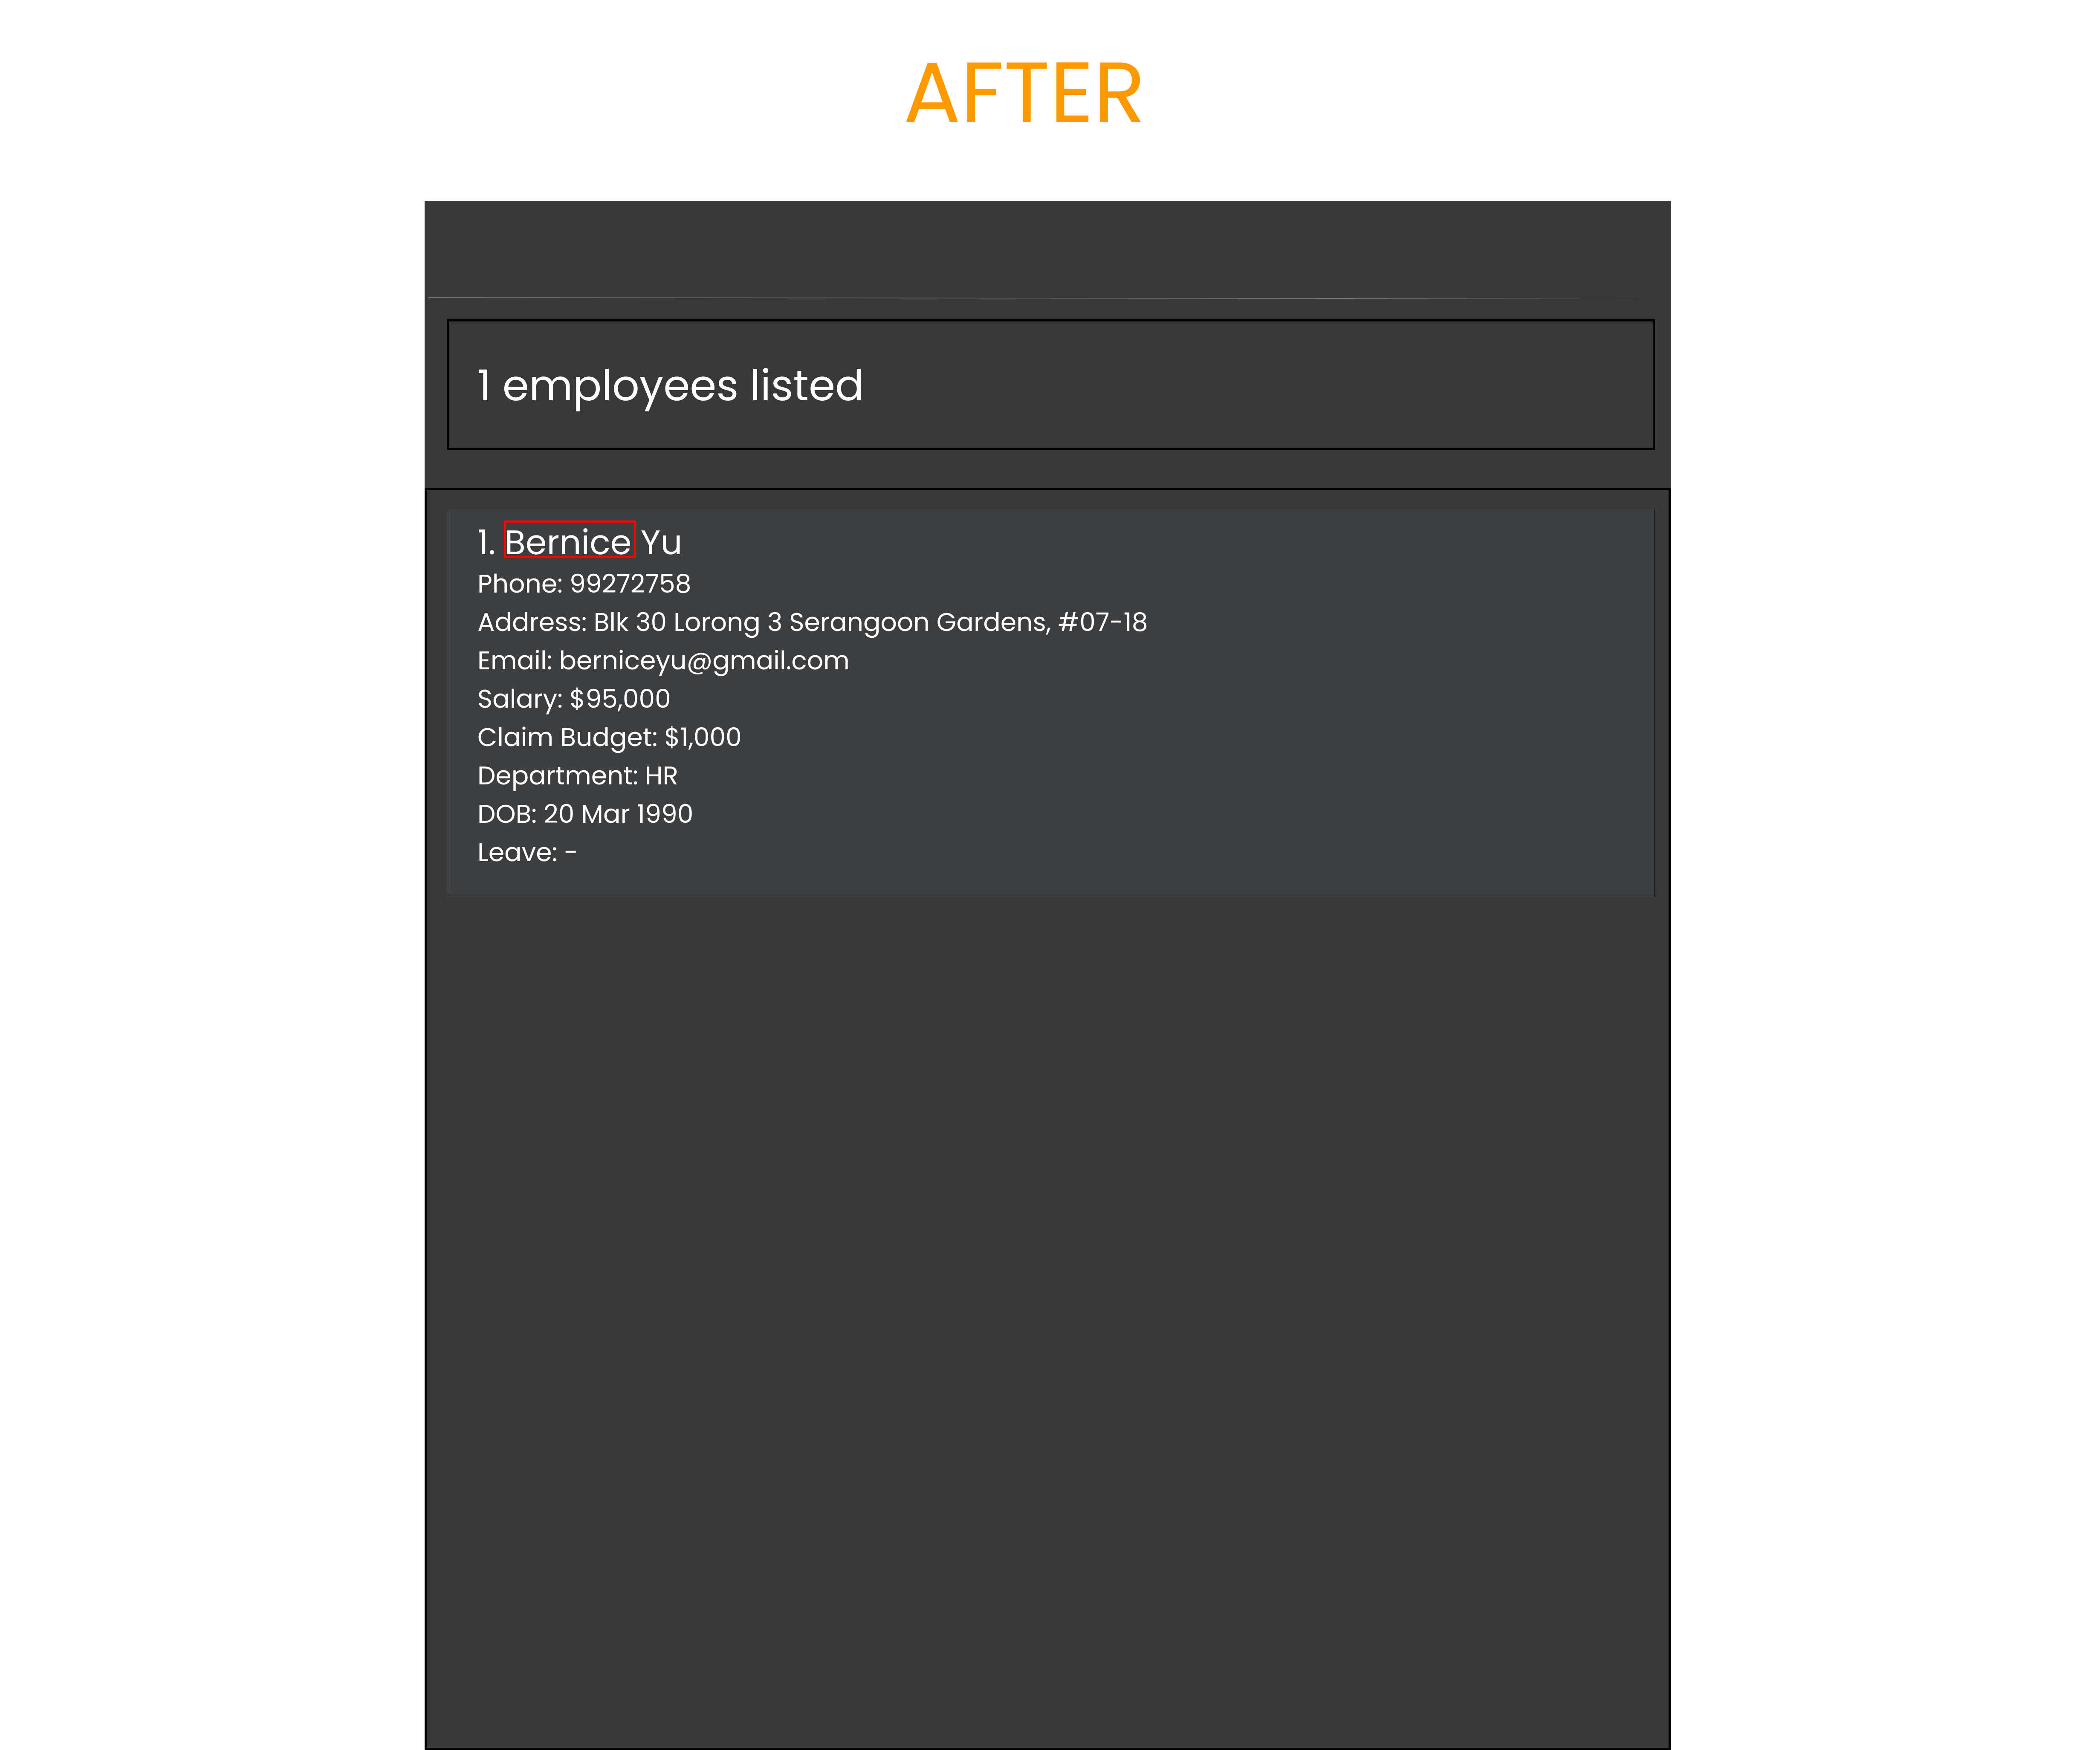 AFTER
1 employees listed
1. Bernice Yu
Phone: 99272758
Address: Blk 30 Lorong 3 Serangoon Gardens, #07-18
Email: berniceyu@gmail.com
Salary: $95,000
Claim Budget: $1,000
Department: HR
DOB: 20 Mar 1990
Leave: -